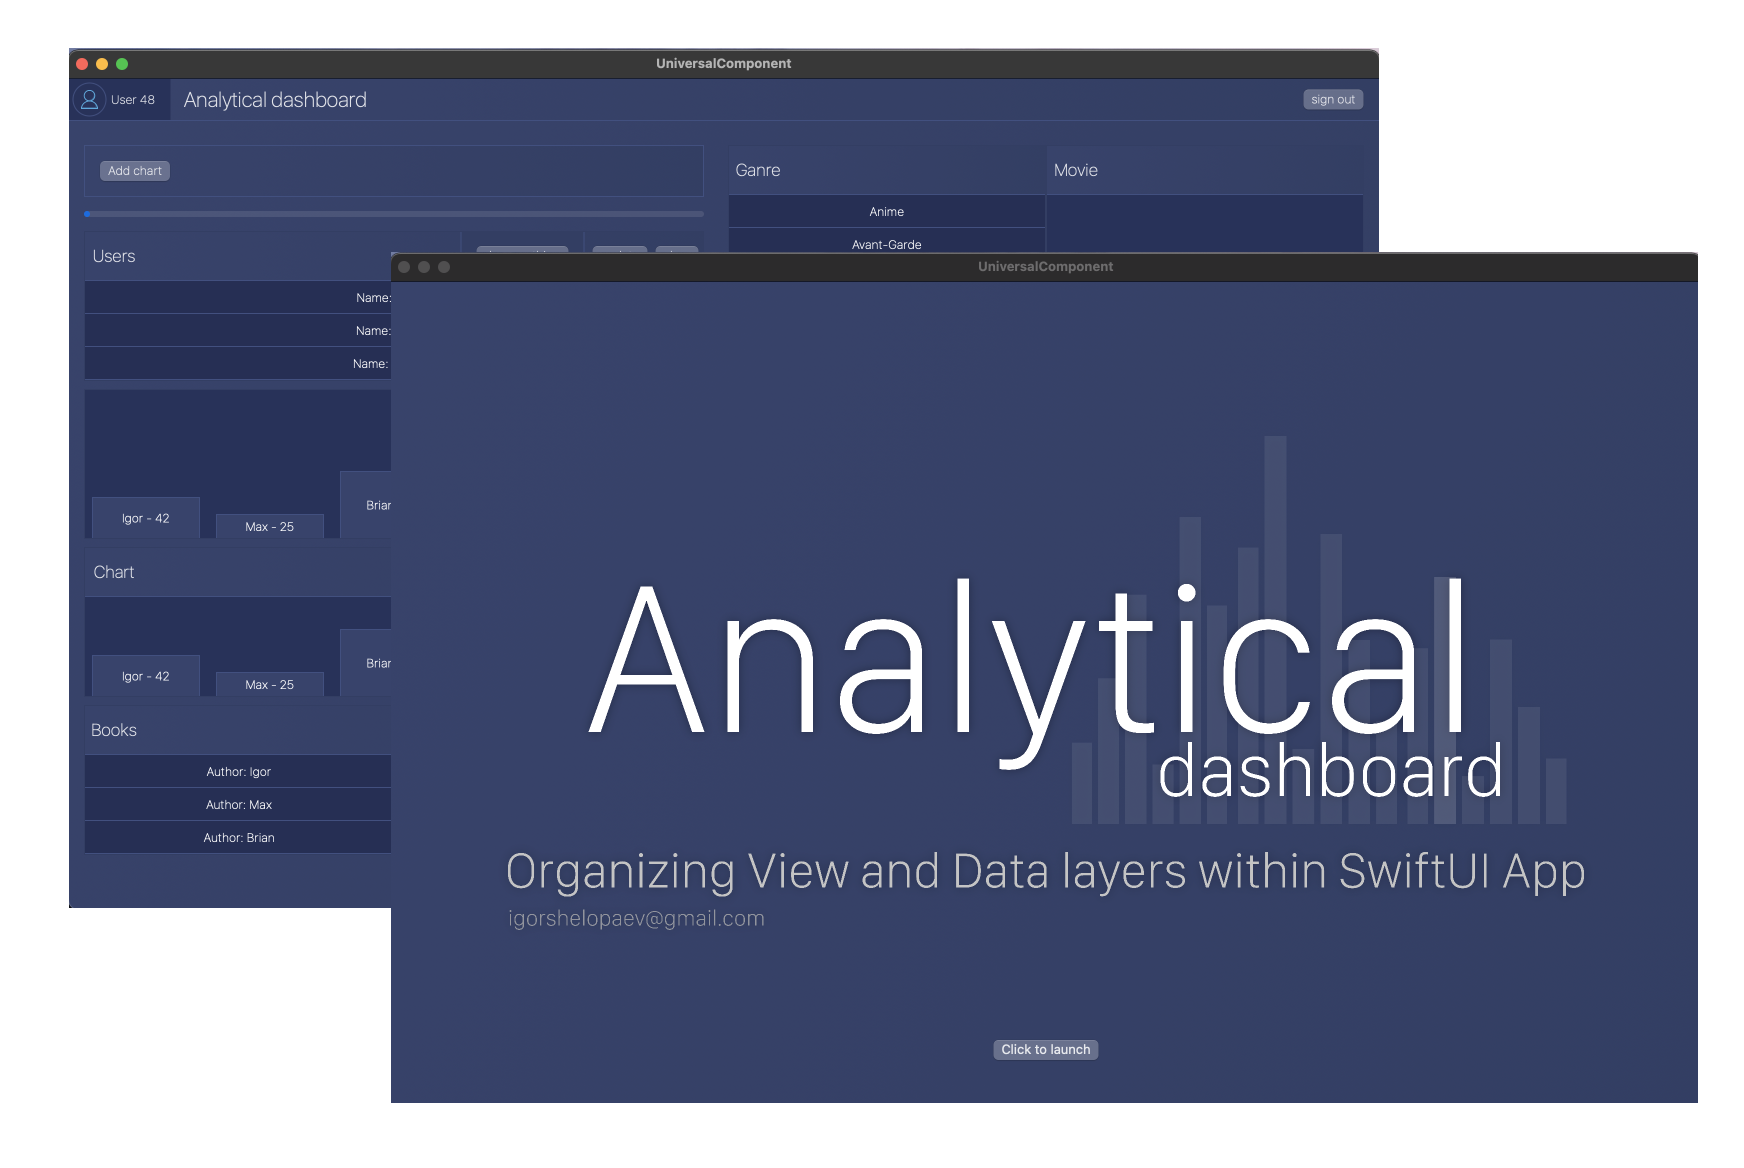 UniversalComponent
User 48
Analytical dashboard
sign out
Add chart
Ganre
Movie
Anime
Avant-Garde
Users
Name:
Name:
Name:
Igor - 42
Max - 25
Chart
Igor - 42
Max - 25
Books
Author: Igor
Author: Max
Author: Brian
UniversalComponent
Analytical
dashboard
Organizing View and Data layers within SwiftUI App
igorshelopaev@gmail.com
Click to launch